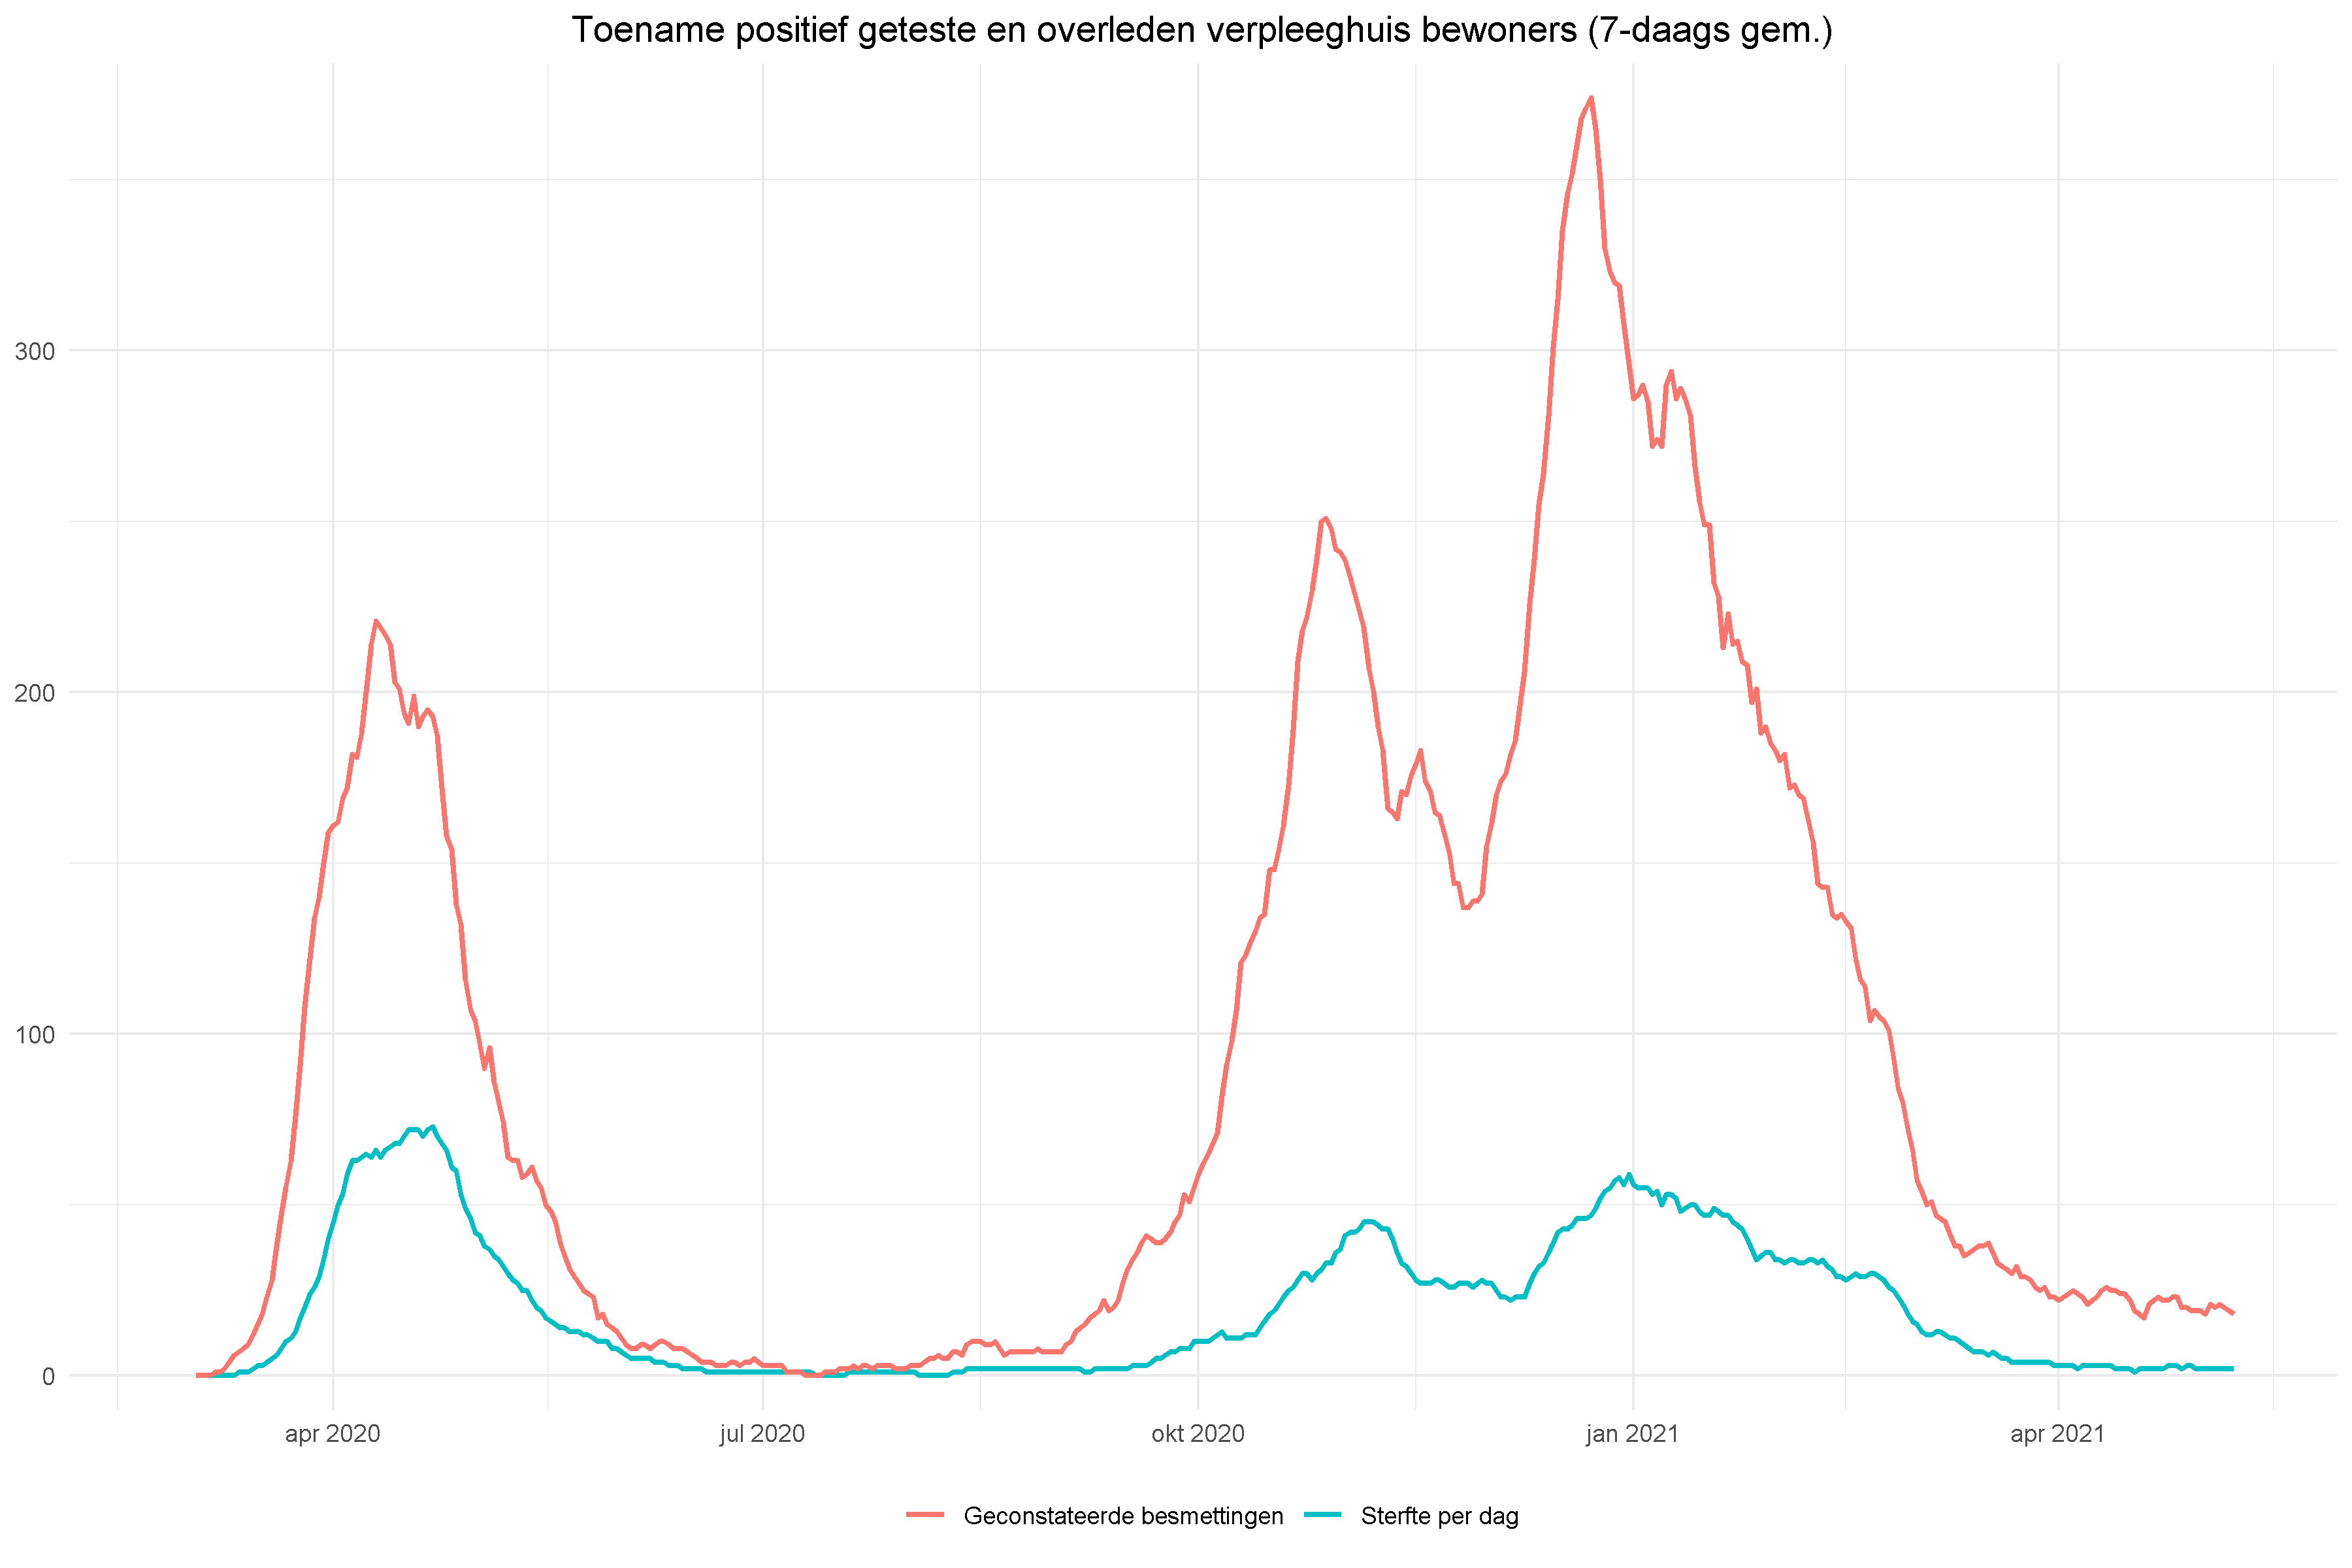 Toename positief geteste en overleden verpleeghuis bewoners (7-daags gem.)
300
200
100
0
apr 2020 jul 2020 okt 2020 jan 2021 apr 2021
Geconstateerde besmettingen Sterfte per dag